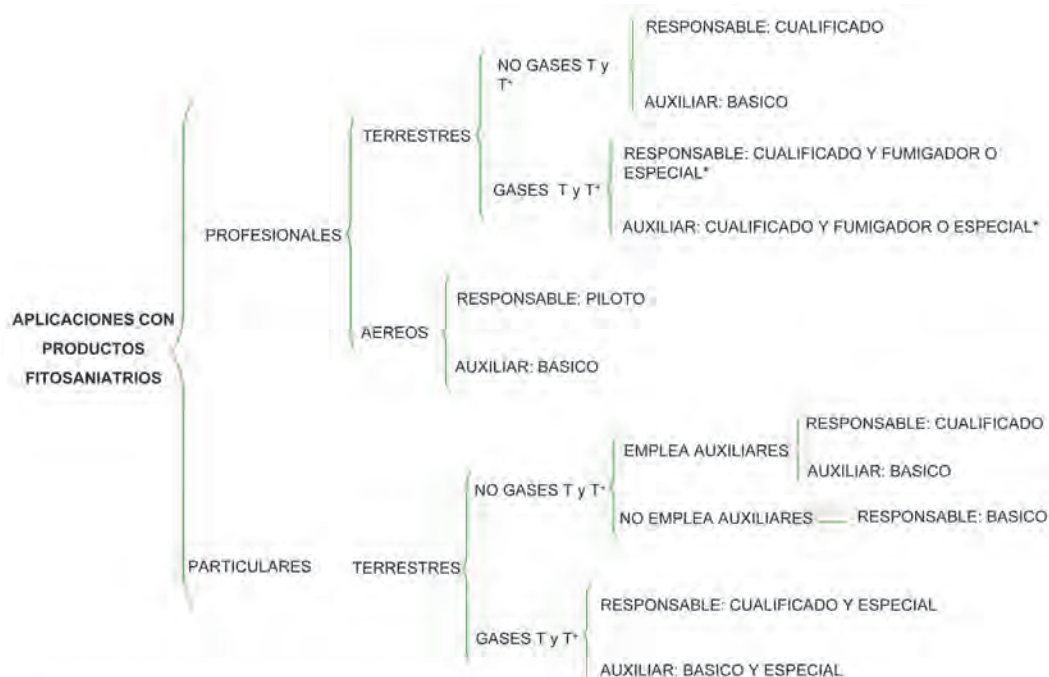 RESPONSABLE: CUALIFICADO
NO GASES T y
T⁺
AUXILIAR: BASICO
TERRESTRES
RESPONSABLE: CUALIFICADO Y FUMIGADOR O
ESPECIAL*
GASES T y T⁺
AUXILIAR: CUALIFICADO Y FUMIGADOR O ESPECIAL*
PROFESIONALES
RESPONSABLE: PILOTO
AEREOS
AUXILIAR: BASICO
APLICACIONES CON
PRODUCTOS
FITOSANIATRIOS
RESPONSABLE: CUALIFICADO
EMPLEA AUXILIARES
AUXILIAR: BASICO
NO GASES T y T⁺
NO EMPLEA AUXILIARES
RESPONSABLE: BASICO
PARTICULARES
TERRESTRES
RESPONSABLE: CUALIFICADO Y ESPECIAL
GASES T y T⁺
AUXILIAR: BASICO Y ESPECIAL